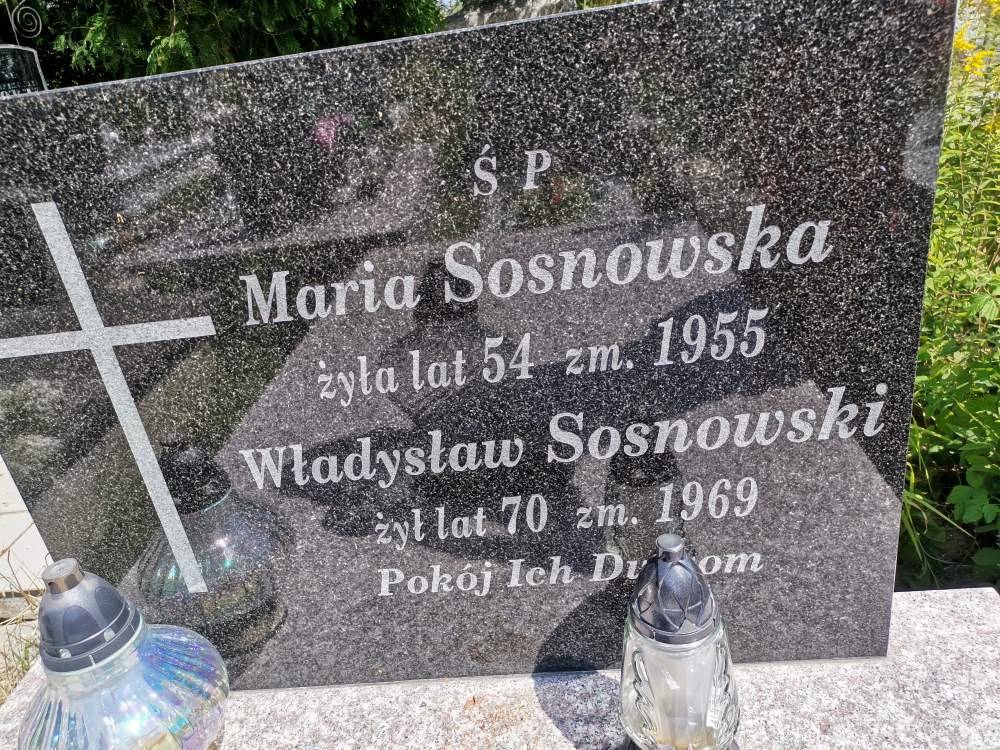 Ś P
Maria Sosnowska
żyła lat 54 zm. 1955
Władysław Sosnowski
żył lat 70 zm. 1969
Pokój Ich